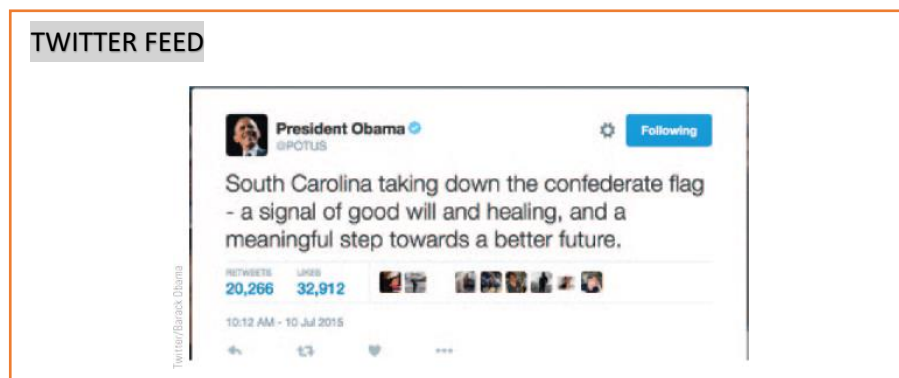 TWITTER FEED
President Obama
@POTUS
Following
South Carolina taking down the confederate flag
- a signal of good will and healing, and a
meaningful step towards a better future.
RETWEETS LIKES
20,266 32,912
10:12 AM - 10 Jul 2015
Twitter/Barack Obama